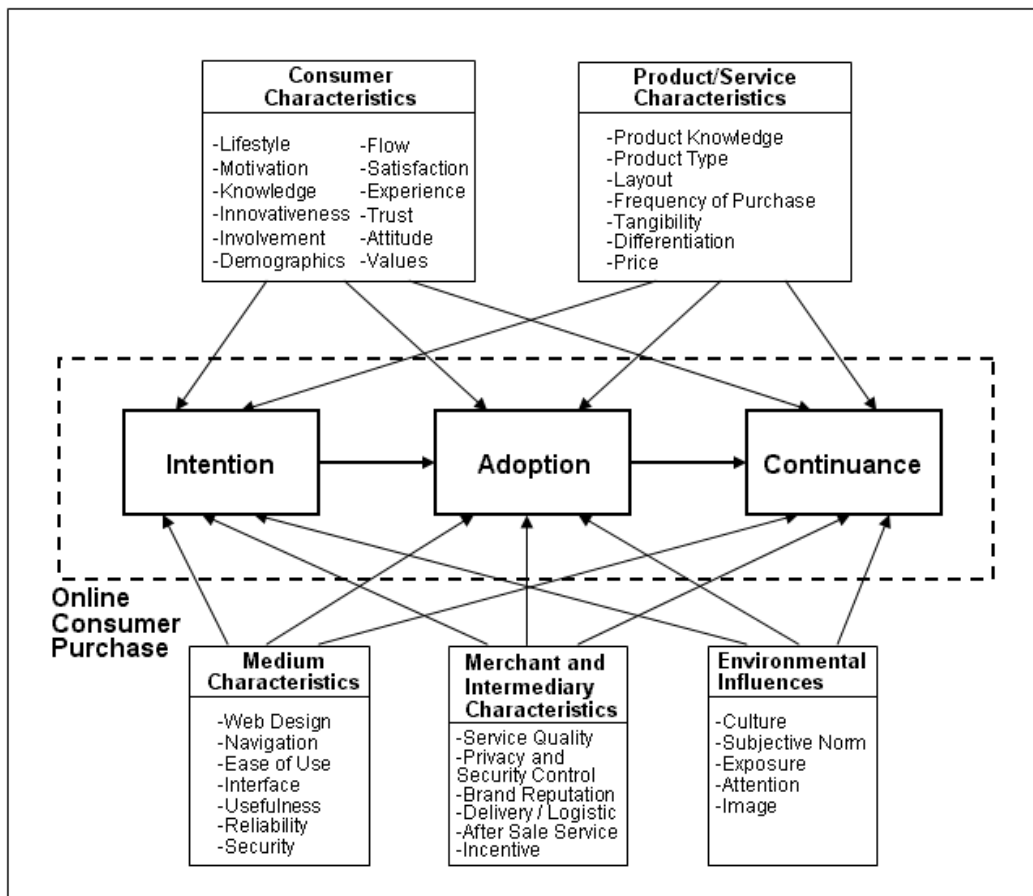 Consumer
Characteristics
-Lifestyle
-Motivation
-Knowledge
-Innovativeness
-Involvement
-Demographics
-Flow
-Satisfaction
-Experience
-Trust
-Attitude
-Values
Product/Service
Characteristics
-Product Knowledge
-Product Type
-Layout
-Frequency of Purchase
-Tangibility
-Differentiation
-Price
Intention
Adoption
Continuance
Online
Consumer
Purchase
Medium
Characteristics
-Web Design
-Navigation
-Ease of Use
-Interface
-Usefulness
-Reliability
-Security
Merchant and
Intermediary
Characteristics
-Service Quality
-Privacy and
Security Control
-Brand Reputation
-Delivery / Logistic
-After Sale Service
-Incentive
Environmental
Influences
-Culture
-Subjective Norm
-Exposure
-Attention
-Image